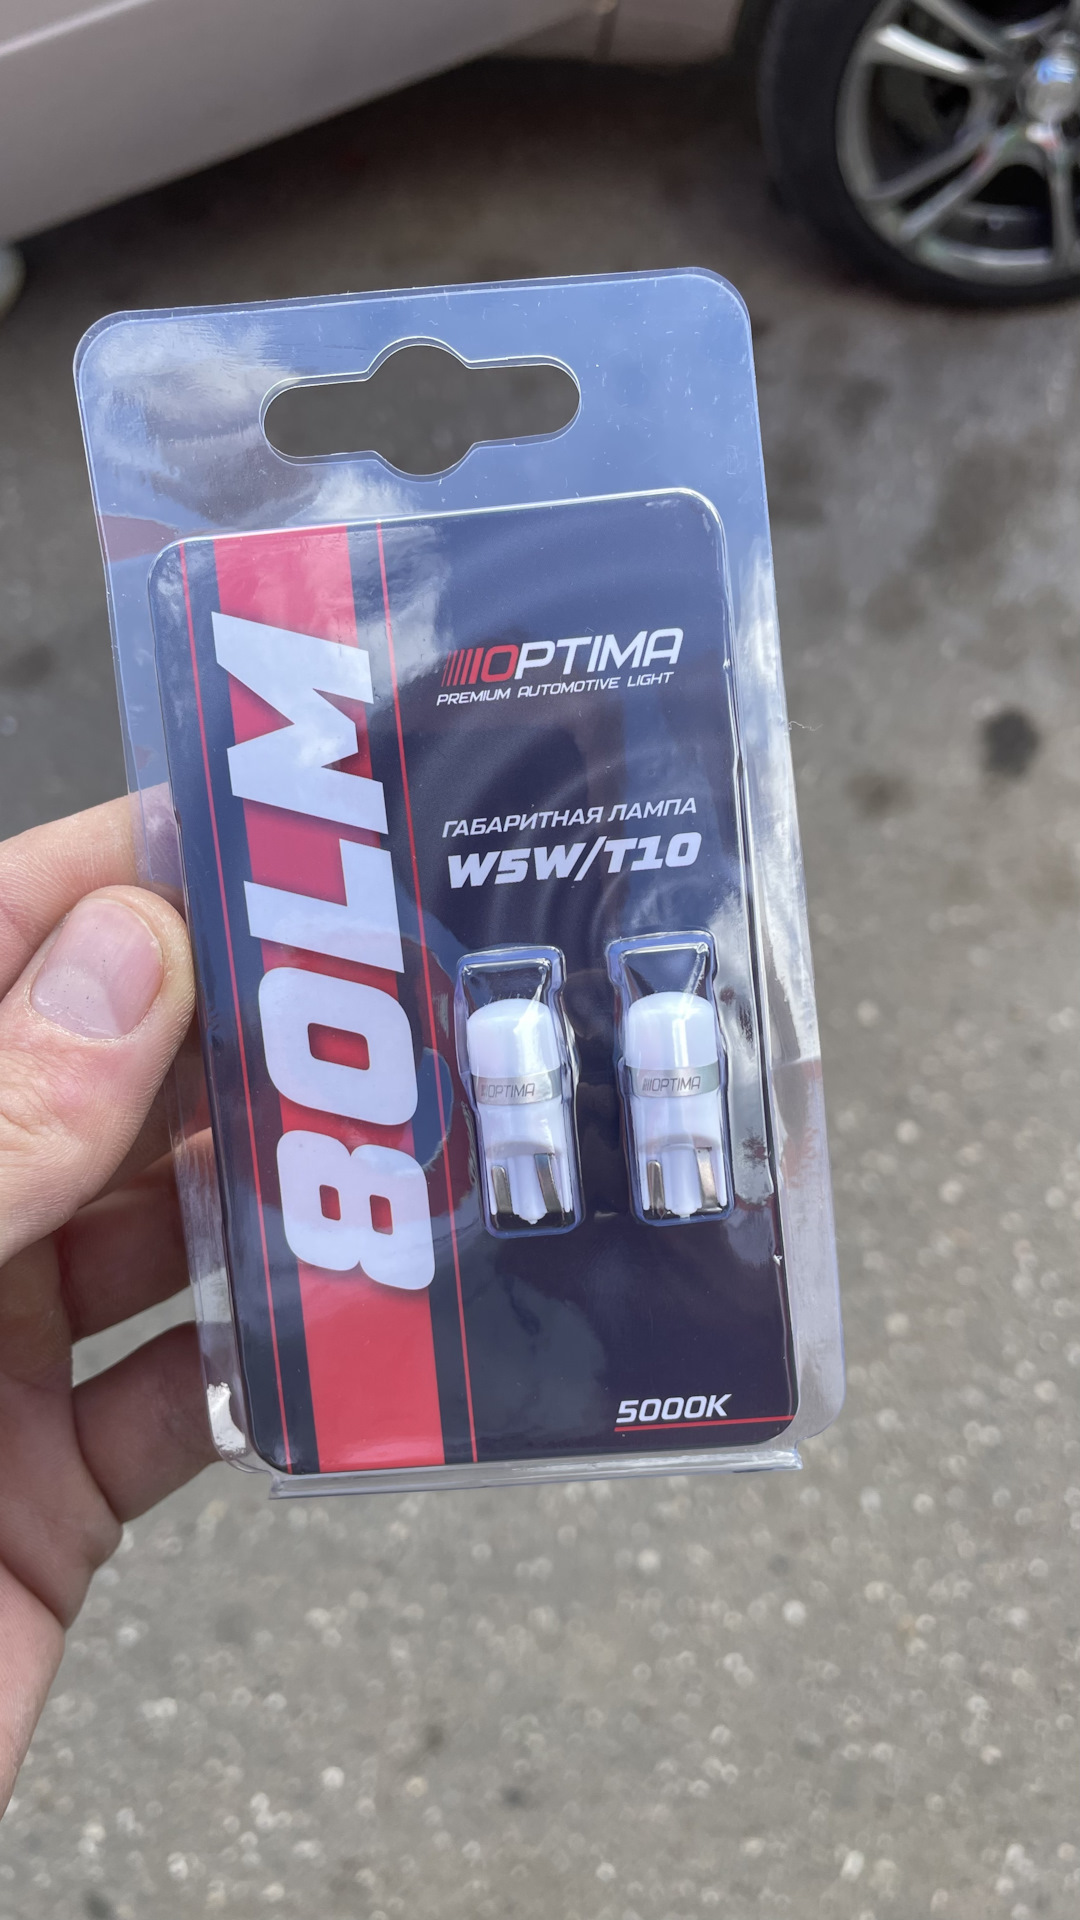 80LM
OPTIMA
PREMIUM AUTOMOTIVE LIGHT
ГАБАРИТНАЯ ЛАМПА
W5W/T10
OPTIMA
OPTIMA
5000K